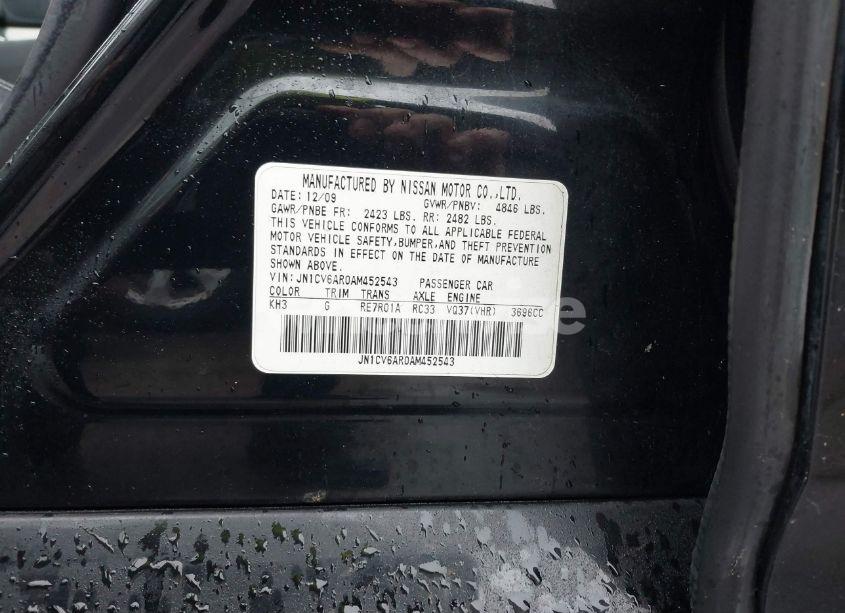 MANUFACTURED BY NISSAN MOTOR CO.,LTD.
DATE: 12/09 GVWR/PNBV: 4846 LBS.
GAWR/PNBE FR: 2423 LBS. RR: 2482 LBS.
THIS VEHICLE CONFORMS TO ALL APPLICABLE FEDERAL
MOTOR VEHICLE SAFETY,BUMPER,AND THEFT PREVENTION
STANDARDS IN EFFECT ON THE DATE OF MANUFACTURE
SHOWN ABOVE.
VIN:JN1CV6AR0AM452543 PASSENGER CAR
COLOR TRIM TRANS AXLE ENGINE
KH3 G RE7R01A RC33 VQ37(VHR) 3696CC
JN1CV6AR0AM452543